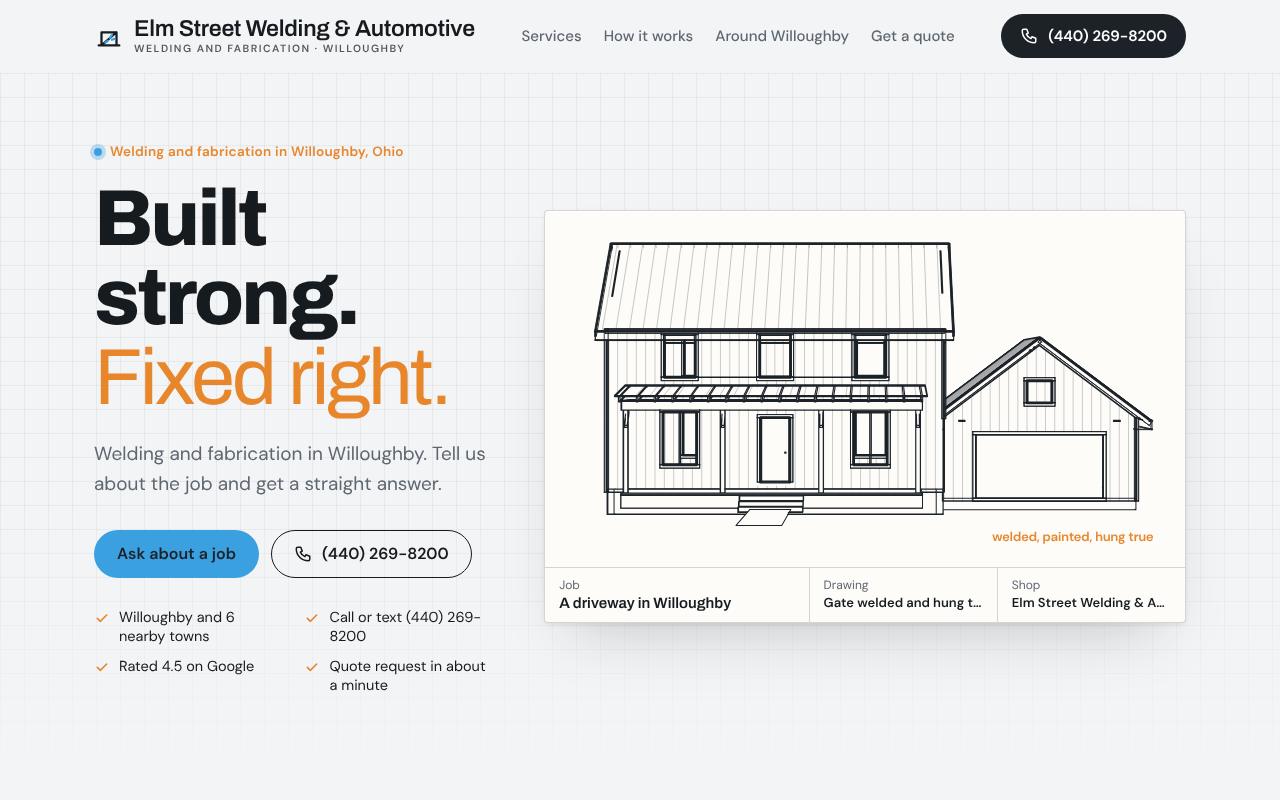 Elm Street Welding & Automotive
WELDING AND FABRICATION · WILLOUGHBY
Services
How it works
Around Willoughby
Get a quote
(440) 269-8200
Welding and fabrication in Willoughby, Ohio
Built
strong.
Fixed right.
Welding and fabrication in Willoughby. Tell us
about the job and get a straight answer.
Ask about a job
(440) 269-8200
Willoughby and 6
nearby towns
Call or text (440) 269-
8200
Rated 4.5 on Google
Quote request in about
a minute
welded, painted, hung true
Job
A driveway in Willoughby
Drawing
Gate welded and hung t...
Shop
Elm Street Welding & A...